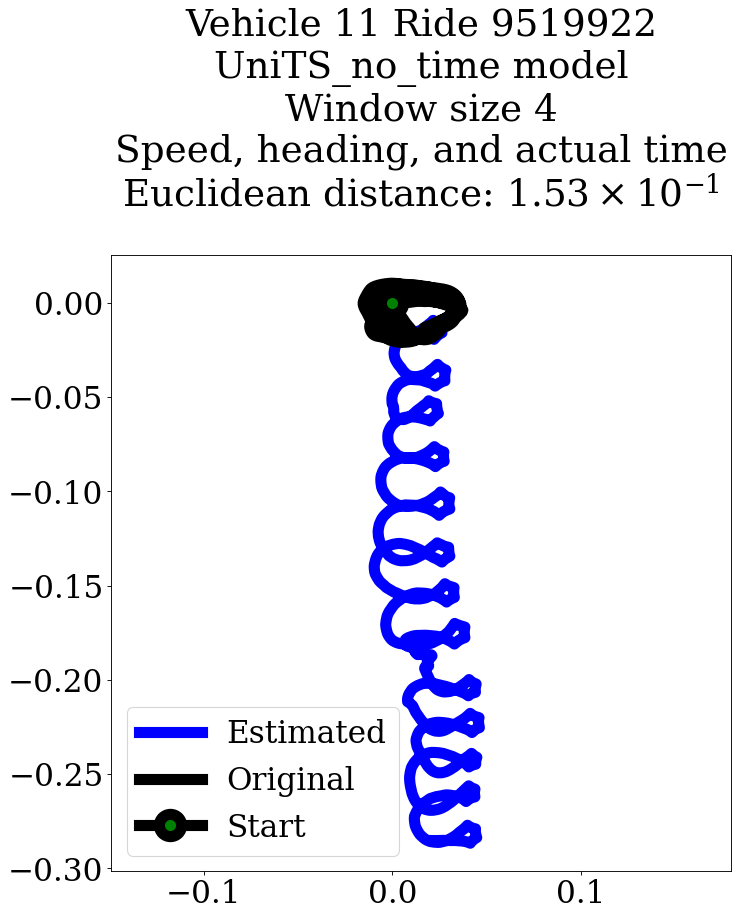 Vehicle 11 Ride 9519922
UniTS_no_time model
Window size 4
Speed, heading, and actual time
Euclidean distance: 1.53 × 10⁻¹
0.00
−0.05
−0.10
−0.15
−0.20
−0.25
−0.30
Estimated
Original
Start
−0.1
0.0
0.1